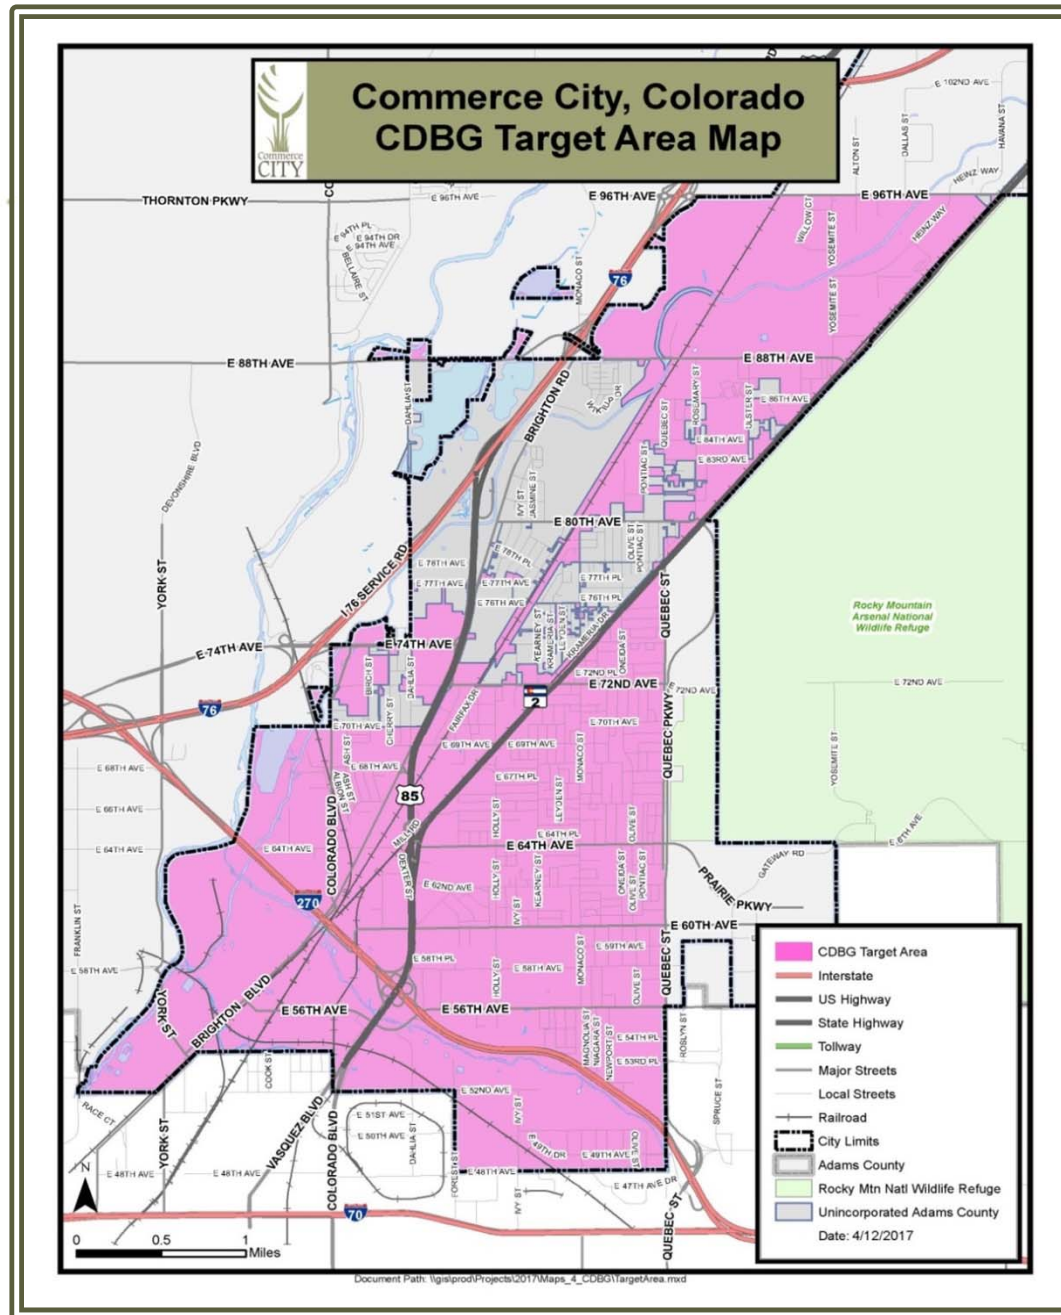 Commerce
CITY
Commerce City, Colorado
CDBG Target Area Map
E 102ND AVE
DALLAS ST
HAVANA ST
ALTON ST
HEINZ WAY
THORNTON PKWY
E 96TH AVE
E 96TH AVE
E 96TH AVE
E 94TH PL
E 94TH DR
E 94TH AVE
BELLAIRE ST
MONACO ST
76
WILLOW CT
YOSEMITE ST
HEINZ WAY
YOSEMITE ST
E 88TH AVE
E 88TH AVE
DAHLIA ST
BRIGHTON RD
QUEBEC ST
ROSEMARY ST
ULSTER ST
E 86TH AVE
E 84TH AVE
E 83RD AVE
PONTIAC ST
DEVONSHIRE BLVD
IVY ST
JASMINE ST
E 80TH AVE
OLIVE ST
PONTIAC ST
YORK ST
I 76 SERVICE RD
E 78TH AVE
E 78TH PL
E 77TH AVE
E 77TH AVE
E 77TH PL
E 76TH AVE
E 76TH PL
QUEBEC ST
Rocky Mountain
Arsenal National
Wildlife Refuge
E 74TH AVE
E 74TH AVE
KEARNEY ST
KRAMERIA ST
LEYDEN ST
KRAMERIA DR
ONEIDA ST
BIRCH ST
DAHLIA ST
CHERRY ST
E 72ND PL
E 72ND AVE
E 72ND AVE
E 72ND AVE
2
76
E 70TH AVE
FAIRFAX DR
E 70TH AVE
QUEBEC PKWY
E 69TH AVE
E 69TH AVE
MONACO ST
YOSEMITE ST
E 68TH AVE
ASH ST
E 68TH AVE
ASH ST
ALBION ST
E 67TH PL
85
E 66TH AVE
LEYDEN ST
HOLLY ST
COLORADO BLVD
MILL RD
E 64TH PL
OLIVE ST
E 64TH AVE
E 64TH AVE
E 64TH AVE
DEXTER ST
E 62ND AVE
HOLLY ST
KEARNEY ST
ONEIDA ST
OLIVE ST
PONTIAC ST
GATEWAY RD
PRAIRIE PKWY
270
IVY ST
FRANKLIN ST
E 60TH AVE
E 59TH AVE
E 58TH PL
E 58TH AVE
E 58TH AVE
HOLLY ST
MONACO ST
OLIVE ST
QUEBEC ST
YORK ST
BRIGHTON BLVD
E 56TH AVE
E 56TH AVE
MAGNOLIA ST
NIAGARA ST
NEWPORT ST
E 54TH PL
E 53RD PL
ROSLYN ST
COOK ST
SPRUCE ST
E 52ND AVE
RACE CT
E 51ST AVE
E 50TH AVE
DAHLIA ST
IVY ST
E 49TH DR
E 49TH AVE
OLIVE ST
YORK ST
E 48TH AVE
E 48TH AVE
VASQUEZ BLVD
COLORADO BLVD
FOREST ST
E 48TH AVE
E 47TH AVE DR
IVY ST
QUEBEC ST
N
70
0 0.5 1
Miles
CDBG Target Area
Interstate
US Highway
State Highway
Tollway
Major Streets
Local Streets
Railroad
City Limits
Adams County
Rocky Mtn Natl Wildlife Refuge
Unincorporated Adams County
Date: 4/12/2017
Document Path: \\gis\prod\Projects\2017\Maps_4_CDBG\TargetArea.mxd